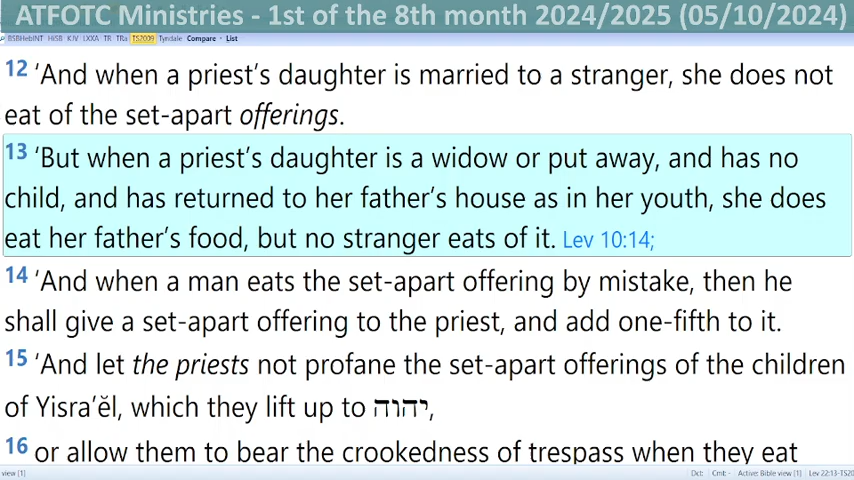 ATFOTC Ministries - 1st of the 8th month 2024/2025 (05/10/2024)
BSBHebINT HiSB KJV LXXA TR TRa TS2009 Tyndale Compare List
12 ‘And when a priest’s daughter is married to a stranger, she does not
eat of the set-apart offerings.
13 ‘But when a priest’s daughter is a widow or put away, and has no
child, and has returned to her father’s house as in her youth, she does
eat her father’s food, but no stranger eats of it. Lev 10:14;
14 ‘And when a man eats the set-apart offering by mistake, then he
shall give a set-apart offering to the priest, and add one-fifth to it.
15 ‘And let the priests not profane the set-apart offerings of the children
of Yisra’ĕl, which they lift up to יהוה,
16 or allow them to bear the crookedness of trespass when they eat
view [1] Dct: Cmt: - Active: Bible view [1] Lev 22:13-TS20